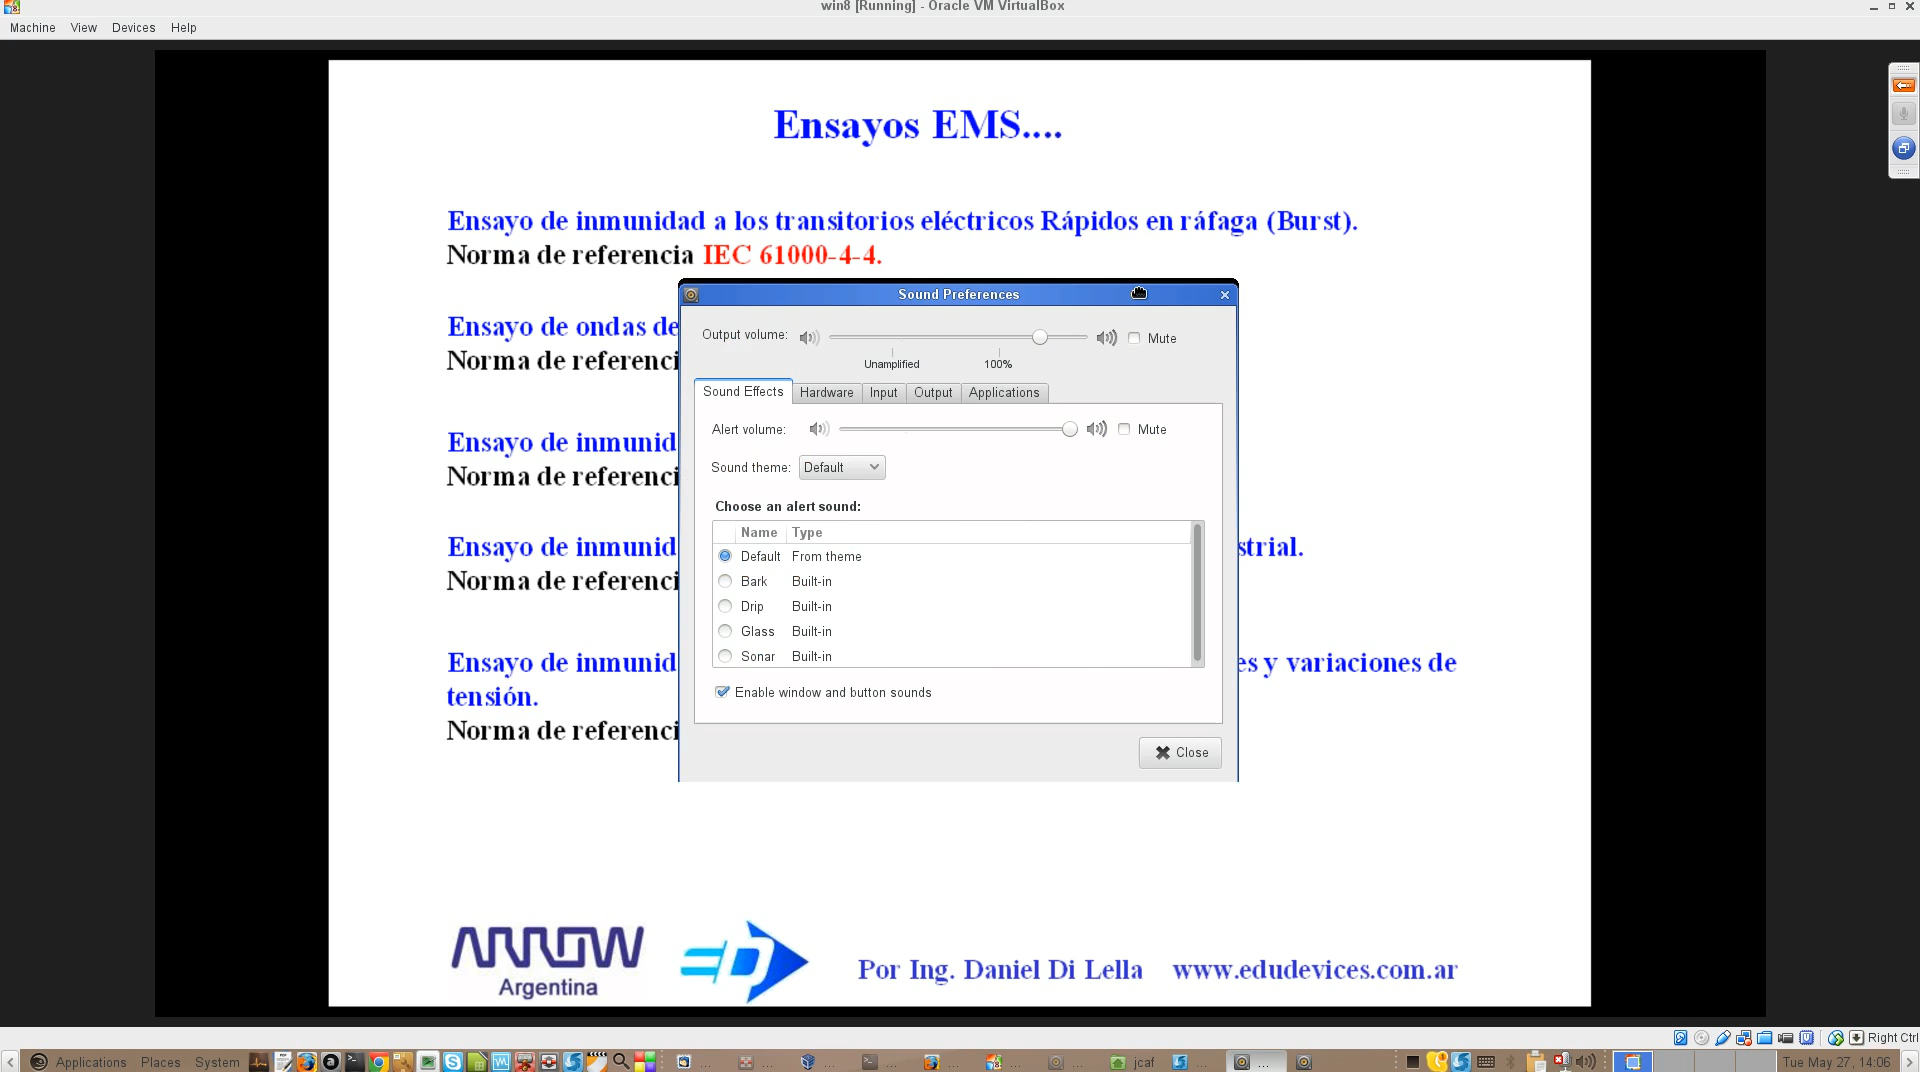 win8 [Running] - Oracle VM VirtualBox
Machine View Devices Help
Ensayos EMS....
Ensayo de inmunidad a los transitorios eléctricos Rápidos en ráfaga (Burst).
Norma de referencia IEC 61000-4-4.
Sound Preferences
Ensayo de ondas de
Norma de referenci
Output volume:
Mute
Unamplified 100%
Sound Effects Hardware Input Output Applications
Alert volume:
Mute
Ensayo de inmunid
Norma de referenci
Sound theme: Default
Choose an alert sound:
Name Type
Default From theme
Bark Built-in
Drip Built-in
Glass Built-in
Sonar Built-in
Ensayo de inmunid strial.
Norma de referenci
Ensayo de inmunid es y variaciones de
tensión.
Norma de referenci
Enable window and button sounds
Close
ARROW
Argentina
Por Ing. Daniel Di Lella www.edudevices.com.ar
Right Ctrl
Applications Places System
jcaf
Tue May 27, 14:06